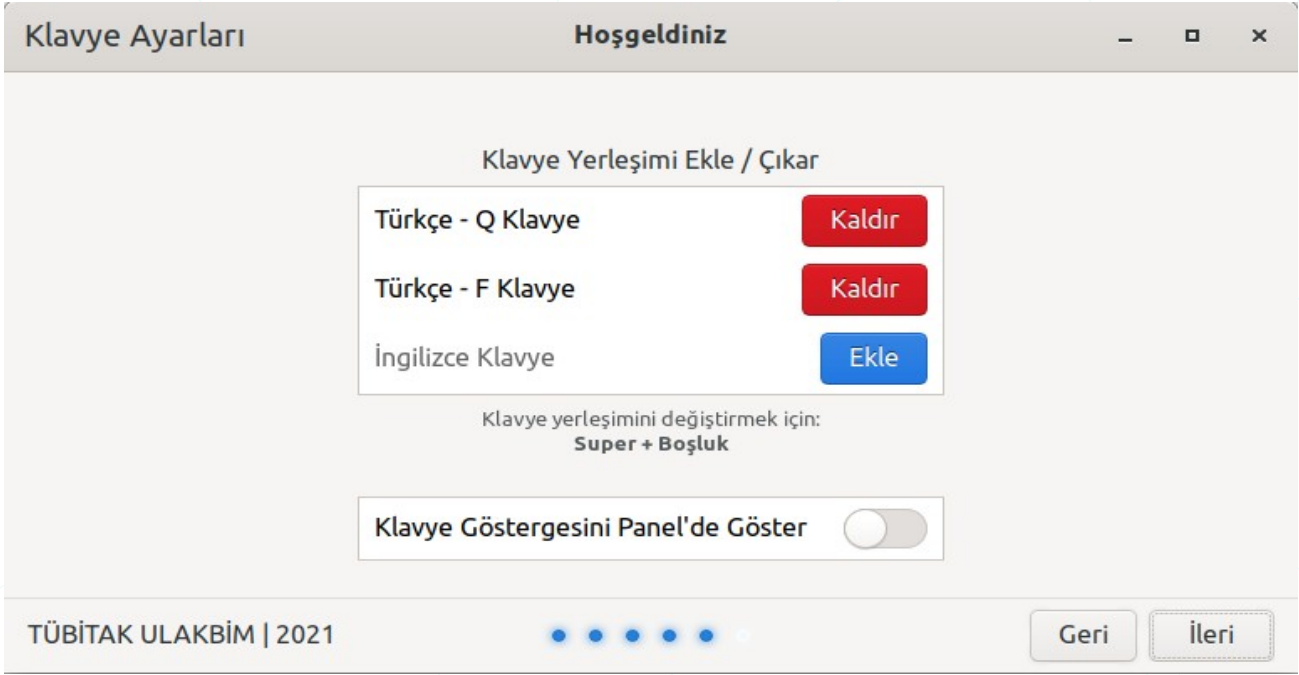 Klavye Ayarları
Hoşgeldiniz
Klavye Yerleşimi Ekle / Çıkar
Türkçe - Q Klavye
Kaldır
Türkçe - F Klavye
Kaldır
İngilizce Klavye
Ekle
Klavye yerleşimini değiştirmek için:
Super + Boşluk
Klavye Göstergesini Panel'de Göster
TÜBİTAK ULAKBİM | 2021
Geri
İleri